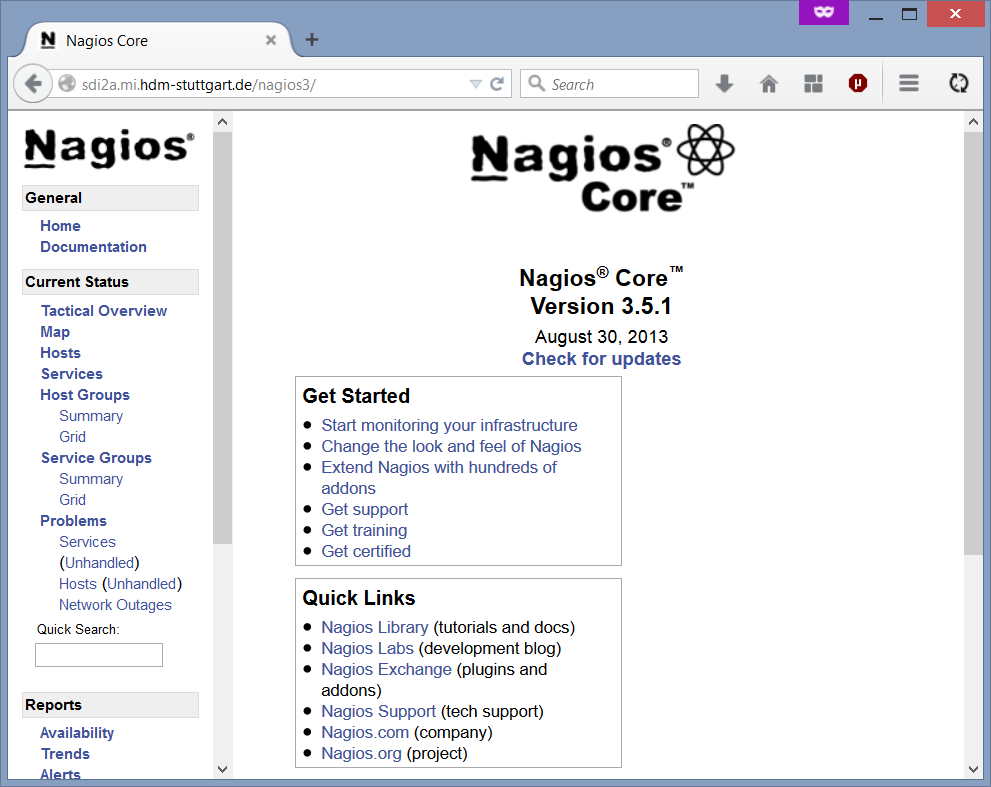 Nagios Core
sdi2a.mi.hdm-stuttgart.de/nagios3/
Search
Nagios®
General
Home
Documentation
Current Status
Tactical Overview
Map
Hosts
Services
Host Groups
Summary
Grid
Service Groups
Summary
Grid
Problems
Services
(Unhandled)
Hosts (Unhandled)
Network Outages
Quick Search:
Reports
Availability
Trends
Alerts
Nagios®
Core™
Nagios® Core™
Version 3.5.1
August 30, 2013
Check for updates
Get Started
• Start monitoring your infrastructure
• Change the look and feel of Nagios
• Extend Nagios with hundreds of
addons
• Get support
• Get training
• Get certified
Quick Links
• Nagios Library (tutorials and docs)
• Nagios Labs (development blog)
• Nagios Exchange (plugins and
addons)
• Nagios Support (tech support)
• Nagios.com (company)
• Nagios.org (project)